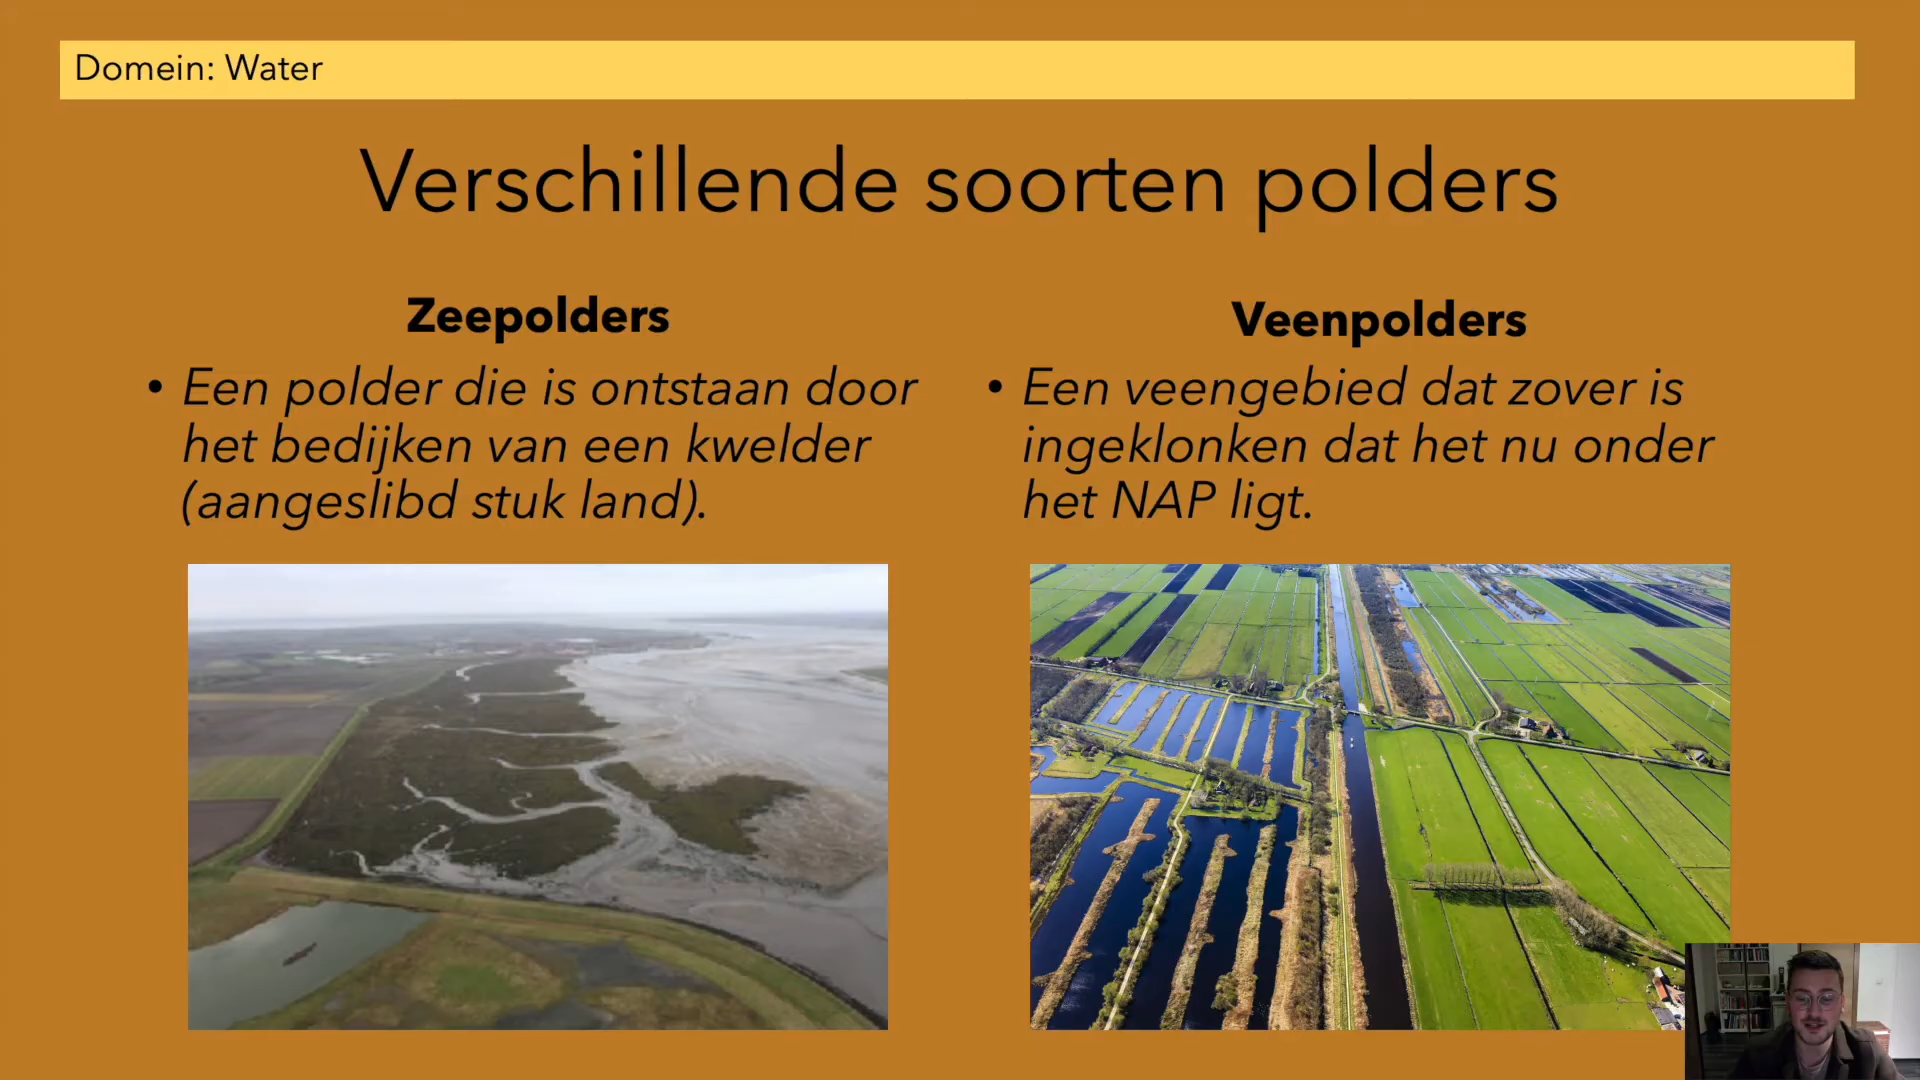 Domein: Water
Verschillende soorten polders
Zeepolders
• Een polder die is ontstaan door
het bedijken van een kwelder
(aangeslibd stuk land).
Veenpolders
• Een veengebied dat zover is
ingeklonken dat het nu onder
het NAP ligt.